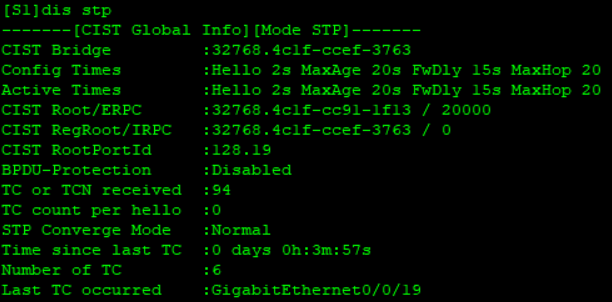 [S1]dis stp
-------[CIST Global Info][Mode STP]-------
CIST Bridge         :32768.4c1f-ccef-3763
Config Times        :Hello 2s MaxAge 20s FwDly 15s MaxHop 20
Active Times        :Hello 2s MaxAge 20s FwDly 15s MaxHop 20
CIST Root/ERPC      :32768.4c1f-cc91-1f13 / 20000
CIST RegRoot/IRPC   :32768.4c1f-ccef-3763 / 0
CIST RootPortId     :128.19
BPDU-Protection     :Disabled
TC or TCN received  :94
TC count per hello  :0
STP Converge Mode   :Normal
Time since last TC  :0 days 0h:3m:57s
Number of TC        :6
Last TC occurred    :GigabitEthernet0/0/19